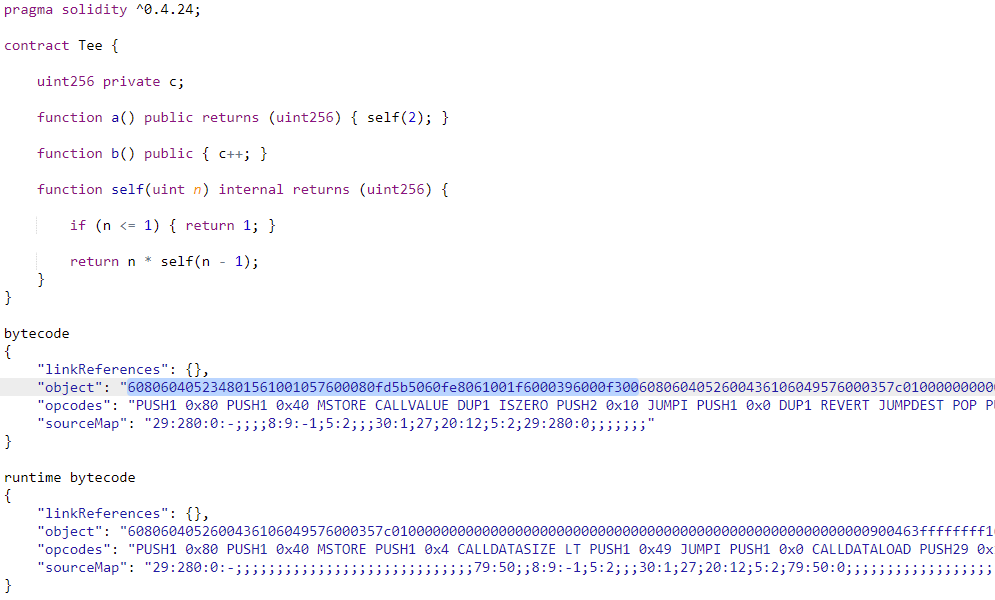 pragma solidity ^0.4.24;
contract Tee {
uint256 private c;
function a() public returns (uint256) { self(2); }
function b() public { c++; }
function self(uint n) internal returns (uint256) {
if (n <= 1) { return 1; }
return n * self(n - 1);
}
}
bytecode
{
"linkReferences": {},
"object": "608060405234801561001057600080fd5b5060fe8061001f6000396000f300608060405260043610604957600035​7c01000000000
"opcodes": "PUSH1 0x80 PUSH1 0x40 MSTORE CALLVALUE DUP1 ISZERO PUSH2 0x10 JUMPI PUSH1 0x0 DUP1 REVERT JUMPDEST POP PU
"sourceMap": "29:280:0:-;;;;8:9:-1;5:2;;;30:1;27;20:12;5:2;29:280:0;;;;;;;"
}
runtime bytecode
{
"linkReferences": {},
"object": "6080604052600436106049576000357c0100000000000000000000000000000000000000000000000000000000900463ffffffff1
"opcodes": "PUSH1 0x80 PUSH1 0x40 MSTORE PUSH1 0x4 CALLDATASIZE LT PUSH1 0x49 JUMPI PUSH1 0x0 CALLDATALOAD PUSH29 0x
"sourceMap": "29:280:0:-;;;;;;;;;;;;;;;;;;;;;;;;;;;;;79:50;;8:9:-1;5:2;;;30:1;27;20:12;5:2;79:50:0;;;;;;;;;;;;;;;;;;;
}